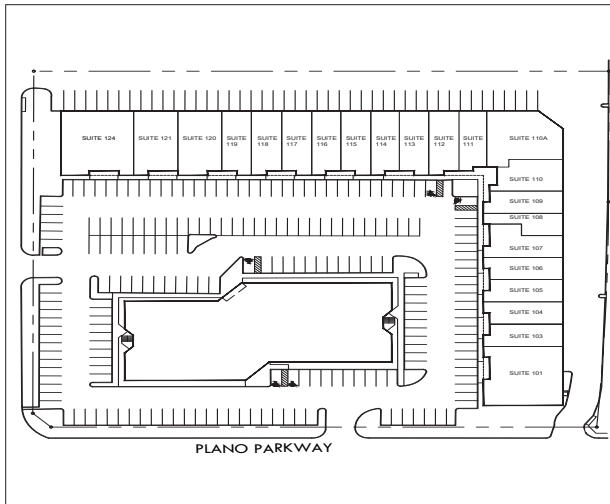 SUITE 124
SUITE 121
SUITE 120
SUITE
119
SUITE
118
SUITE
117
SUITE
116
SUITE
115
SUITE
114
SUITE
113
SUITE
112
SUITE
111
SUITE 110A
SUITE 110
SUITE 109
SUITE 108
SUITE 107
SUITE 106
SUITE 105
SUITE 104
SUITE 103
SUITE 101
PLANO PARKWAY